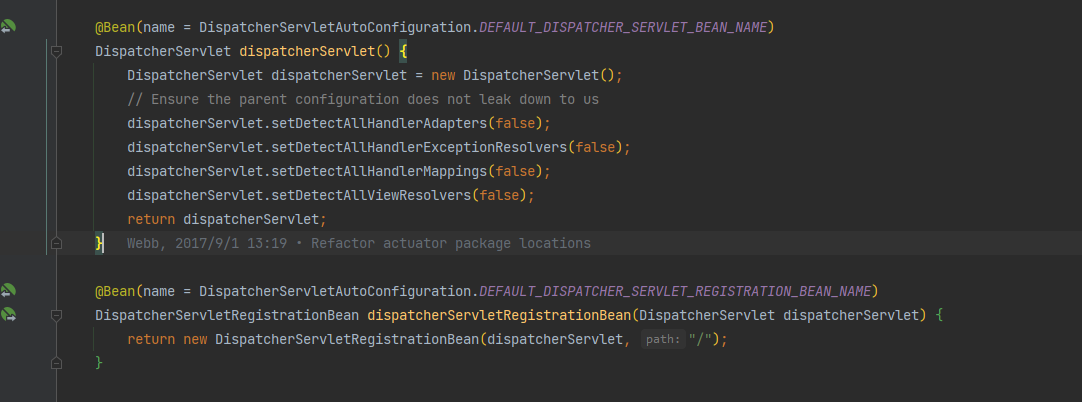 @Bean(name = DispatcherServletAutoConfiguration.DEFAULT_DISPATCHER_SERVLET_BEAN_NAME)
DispatcherServlet dispatcherServlet() {
DispatcherServlet dispatcherServlet = new DispatcherServlet();
// Ensure the parent configuration does not leak down to us
dispatcherServlet.setDetectAllHandlerAdapters(false);
dispatcherServlet.setDetectAllHandlerExceptionResolvers(false);
dispatcherServlet.setDetectAllHandlerMappings(false);
dispatcherServlet.setDetectAllViewResolvers(false);
return dispatcherServlet;
} Webb, 2017/9/1 13:19 • Refactor actuator package locations
@Bean(name = DispatcherServletAutoConfiguration.DEFAULT_DISPATCHER_SERVLET_REGISTRATION_BEAN_NAME)
DispatcherServletRegistrationBean dispatcherServletRegistrationBean(DispatcherServlet dispatcherServlet) {
return new DispatcherServletRegistrationBean(dispatcherServlet, path: "/");
}